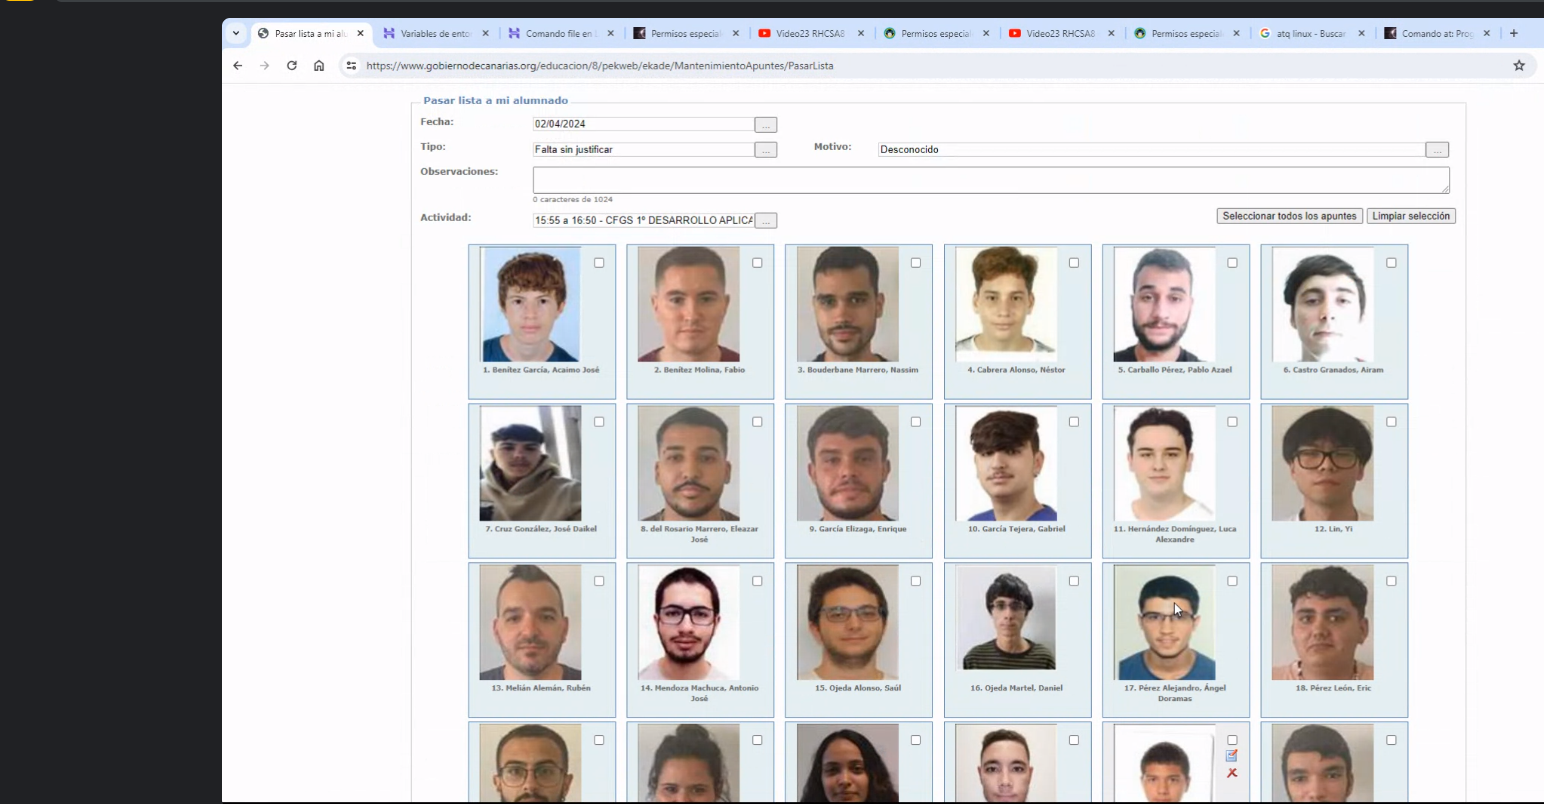 Pasar lista a mi alu
Variables de ento
Comando file en
Permisos especial
Video23 RHCSA8
Permisos especial
Video23 RHCSA8
Permisos especial
atq linux - Buscar
Comando at: Prog
https://www.gobiernodecanarias.org/educacion/8/pekweb/ekade/MantenimientoApuntes/PasarLista
Pasar lista a mi alumnado
Fecha: 02/04/2024 ...
Tipo: Falta sin justificar ... Motivo: Desconocido ...
Observaciones:
0 caracteres de 1024
Actividad: 15:55 a 16:50 - CFGS 1º DESARROLLO APLICA ... Seleccionar todos los apuntes Limpiar selección
1. Benítez García, Acaimo José
2. Benítez Molina, Fabio
3. Bouderbane Marrero, Nassim
4. Cabrera Alonso, Néstor
5. Carballo Pérez, Pablo Azael
6. Castro Granados, Airam
7. Cruz González, José Daikel
8. del Rosario Marrero, Eleazar
José
9. García Elizaga, Enrique
10. García Tejera, Gabriel
11. Hernández Domínguez, Luca
Alexandre
12. Lin, Yi
13. Melián Alemán, Rubén
14. Mendoza Machuca, Antonio
José
15. Ojeda Alonso, Saúl
16. Ojeda Martel, Daniel
17. Pérez Alejandro, Ángel
Doramas
18. Pérez León, Eric